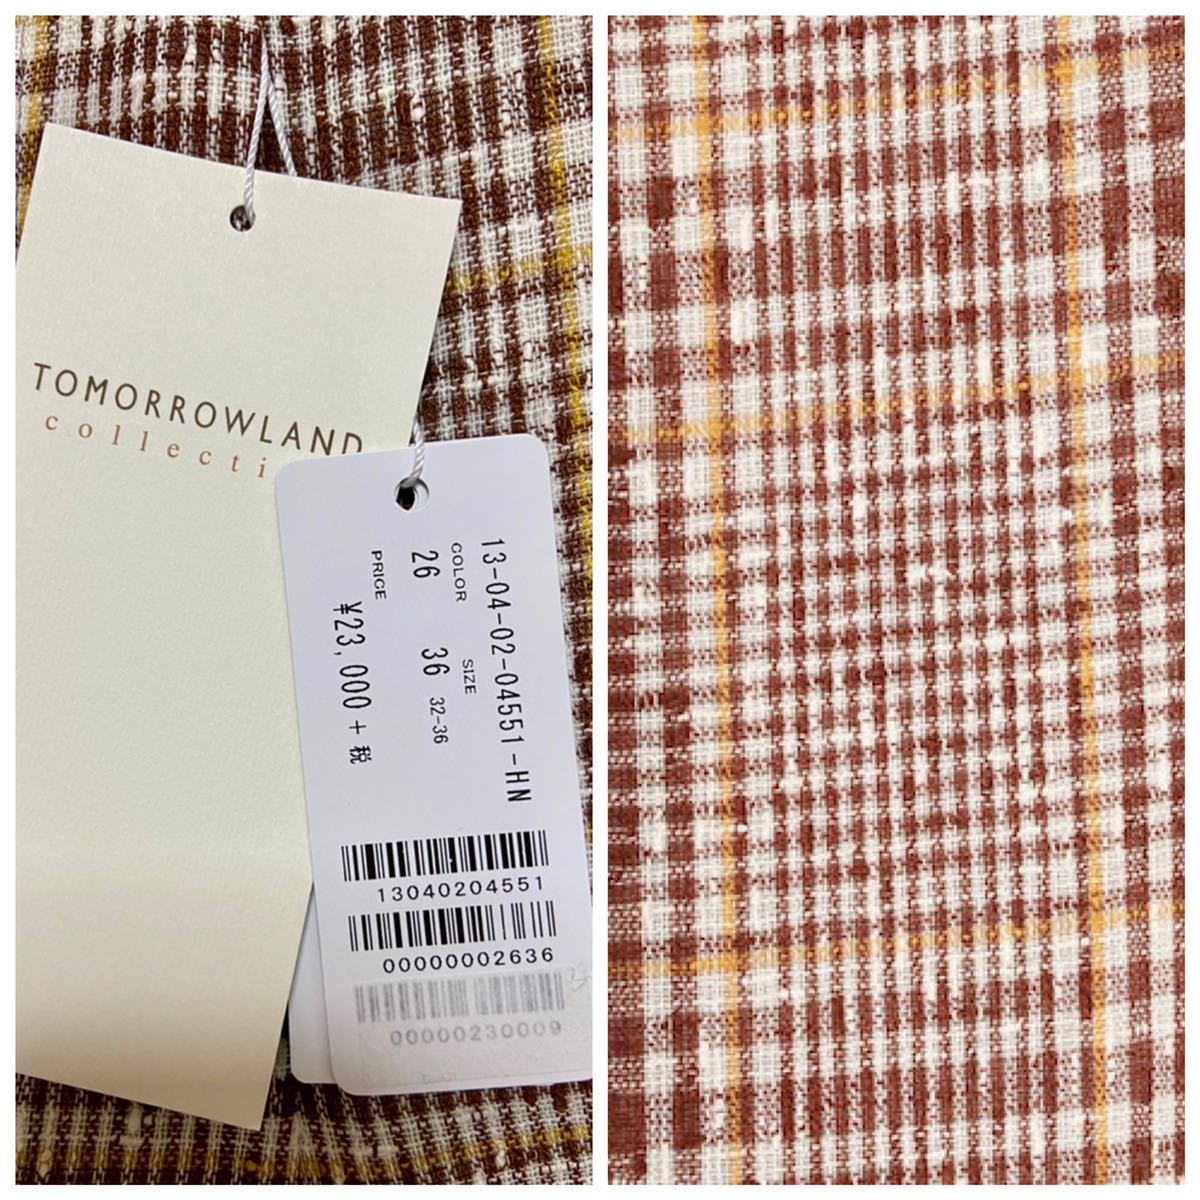 TOMORROWLAND
collecti
13-04-02-04551-HN
COLOR SIZE
26 36 32-36
PRICE
¥23,000+税
13040204551
00000002636
00000230009